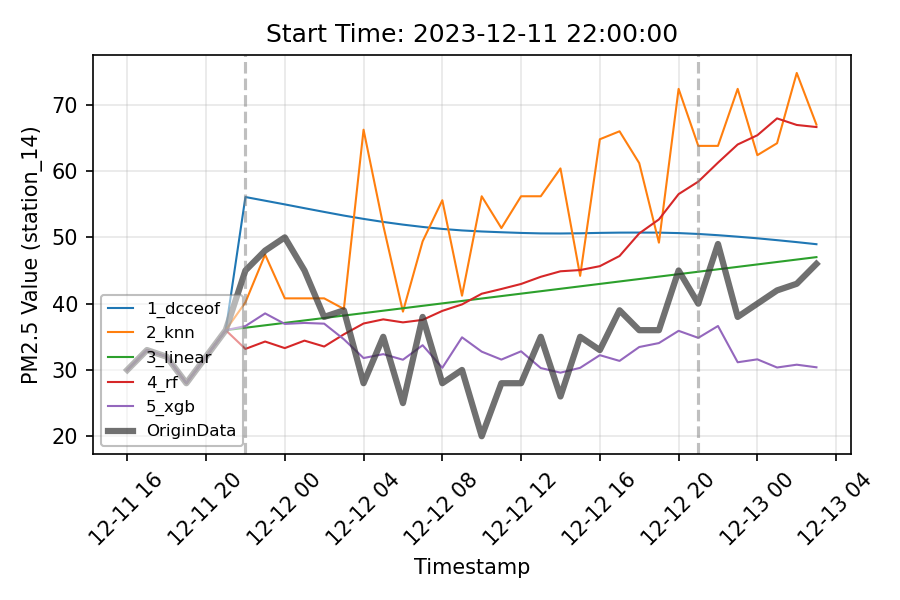 Start Time: 2023-12-11 22:00:00
PM2.5 Value (station_14)
70
60
50
40
30
20
1_dcceof
2_knn
3_linear
4_rf
5_xgb
OriginData
12-11 16
12-11 20
12-12 00
12-12 04
12-12 08
12-12 12
12-12 16
12-12 20
12-13 00
12-13 04
Timestamp